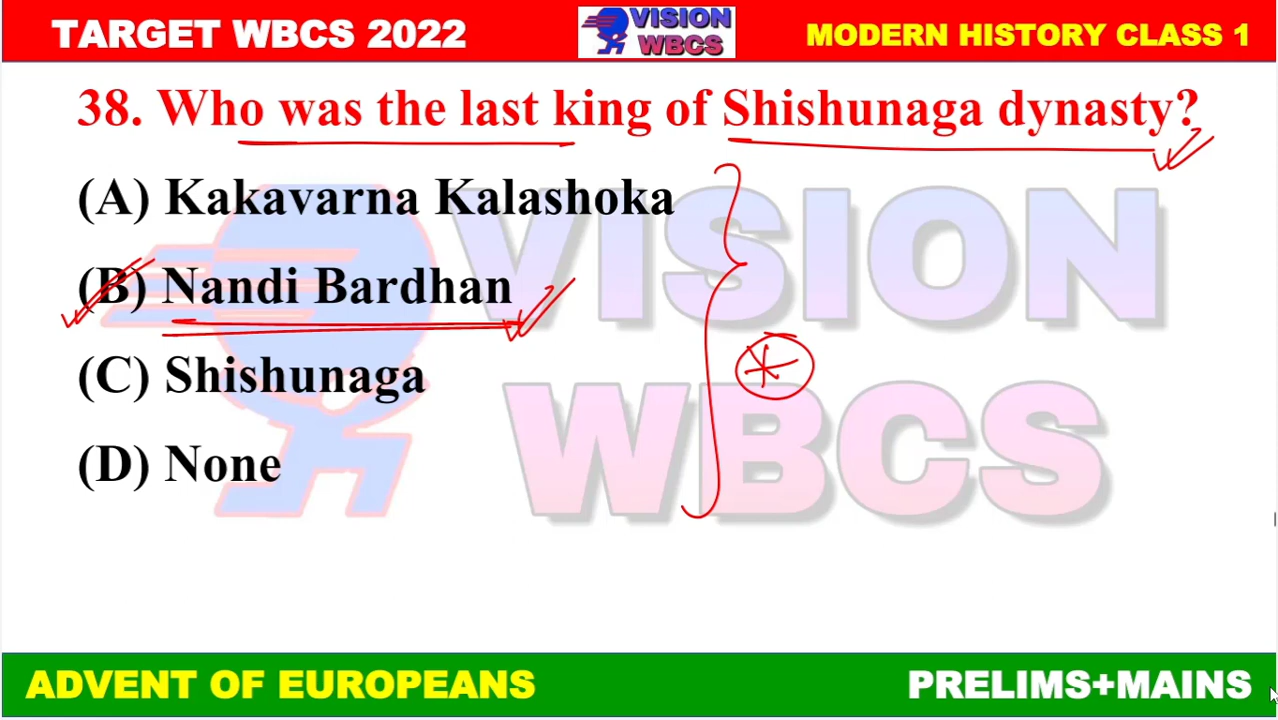 TARGET WBCS 2022
VISION
WBCS
MODERN HISTORY CLASS 1
38. Who was the last king of Shishunaga dynasty?
(A) Kakavarna Kalashoka
(B) Nandi Bardhan
(C) Shishunaga
(D) None
VISION
WBCS
ADVENT OF EUROPEANS
PRELIMS+MAINS